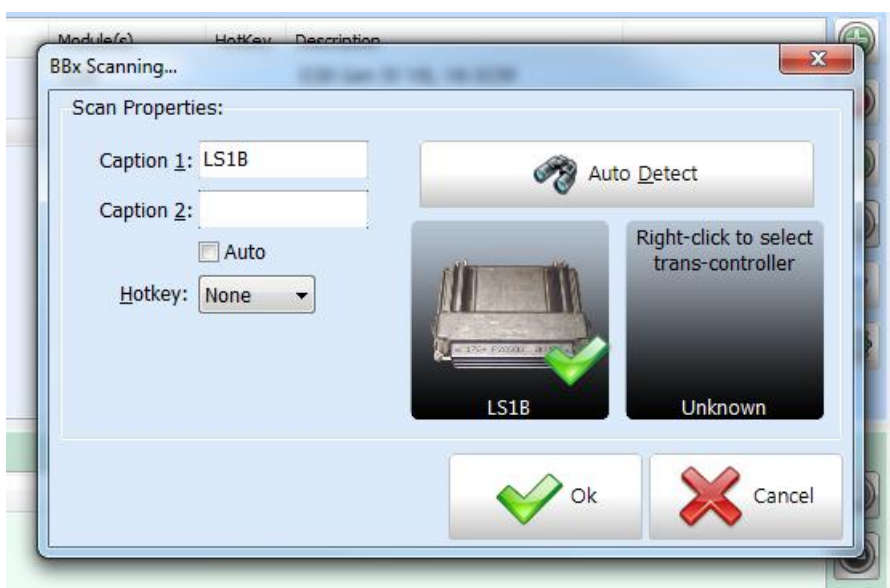 Module(s) HotKey Description
BBx Scanning...
Scan Properties:
Caption 1: LS1B
Auto Detect
Caption 2:
Right-click to select
trans-controller
Auto
Hotkey: None
LS1B
Unknown
Ok
Cancel